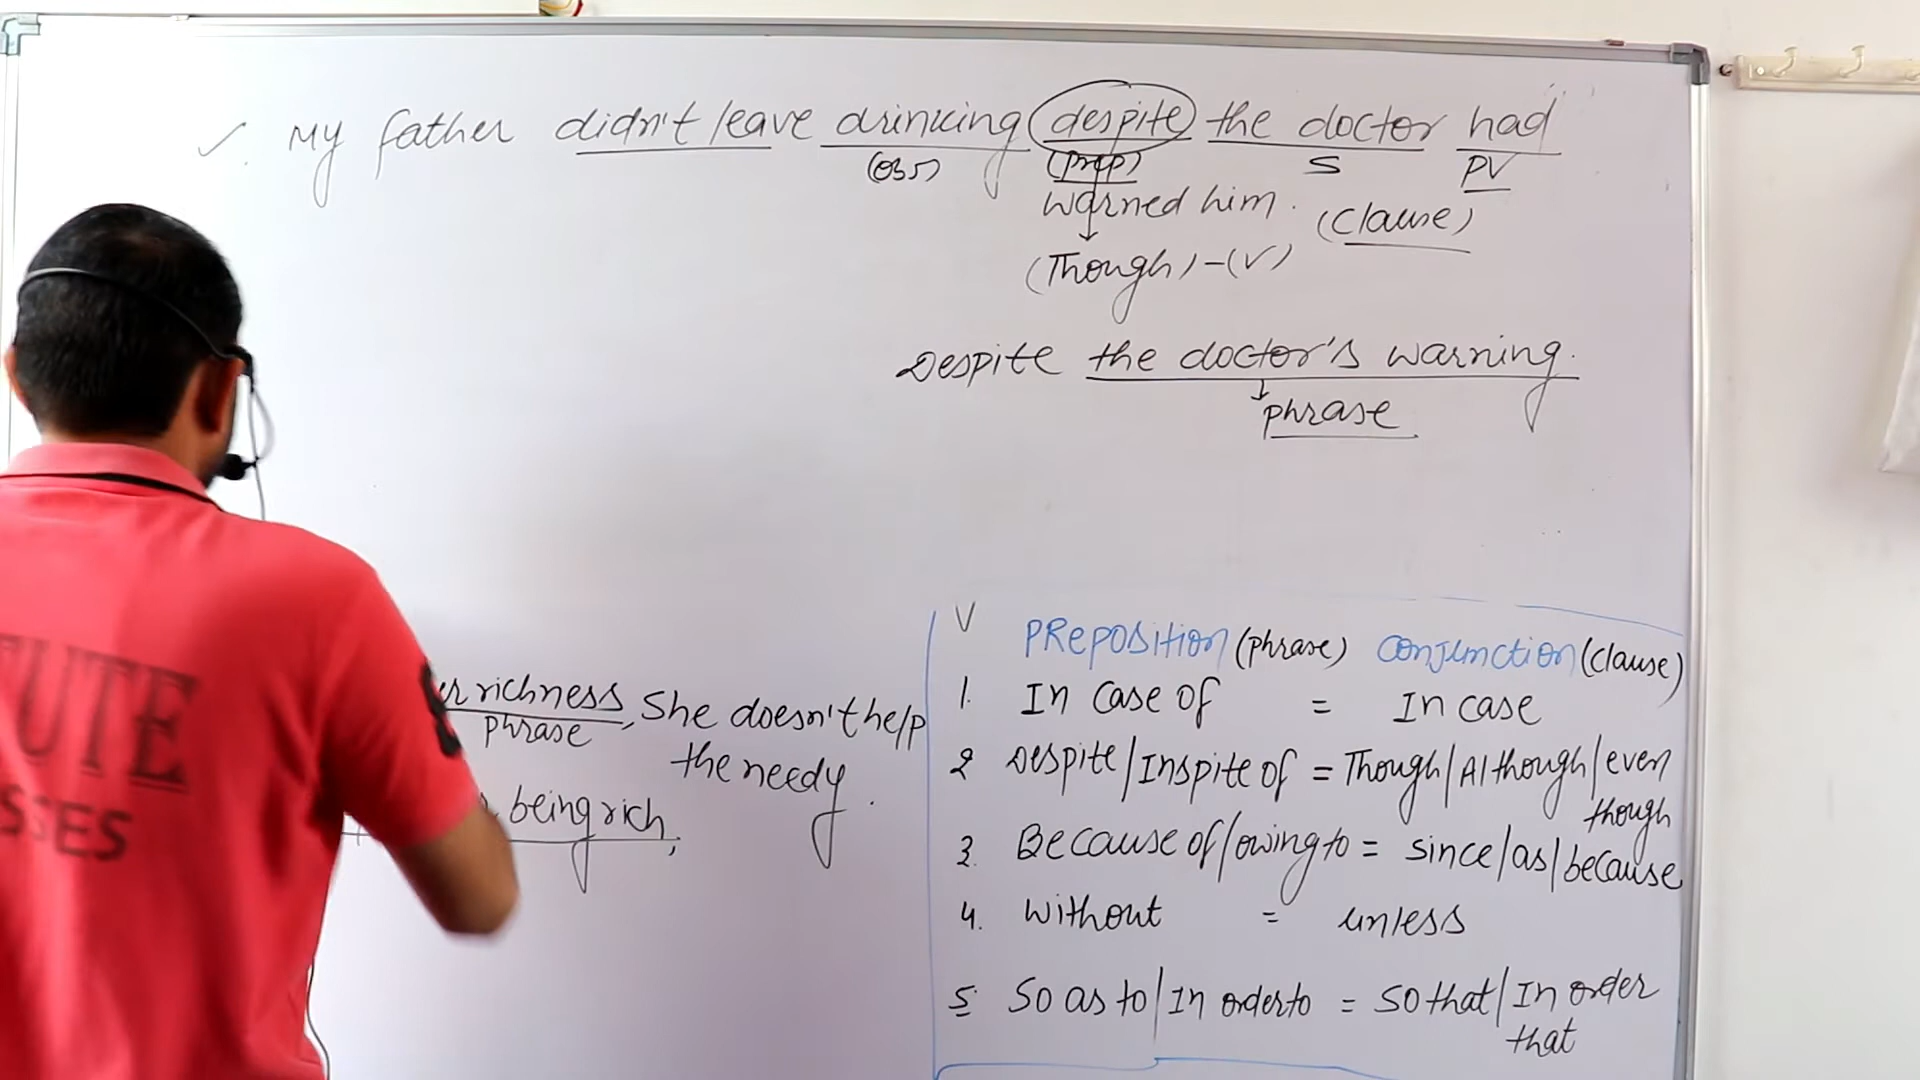 My father didn't leave drinking despite the doctor had
(obj) (prep) S PV
warned him. (Clause)
(Though) - (V)
Despite the doctor's warning.
phrase
richness, She doesn't help
phrase
the needy.
being rich,
V PREPOSITION (phrase) CONJUNCTION (clause)
1. In case of = In case
2 Despite/Inspite of = Though/Although/even
though
3. Because of/owing to = since/as/because
4. without = unless
5. So as to/In order to = So that/In order
that
TUTE
SSES